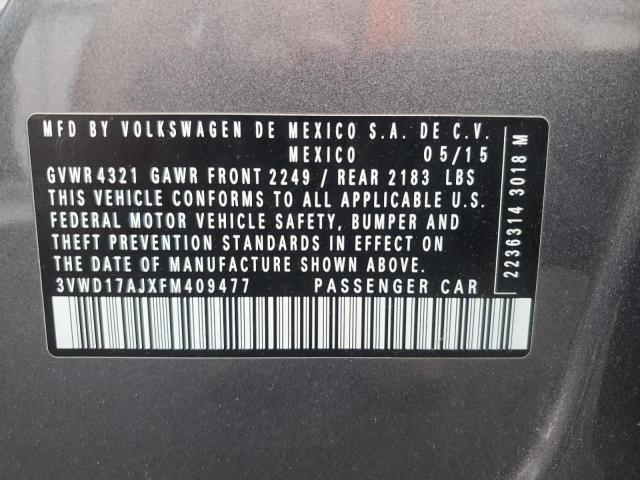 MFD BY VOLKSWAGEN DE MEXICO S.A. DE C.V.
MEXICO 05/15
GVWR 4321 GAWR FRONT 2249 / REAR 2183 LBS
THIS VEHICLE CONFORMS TO ALL APPLICABLE U.S.
FEDERAL MOTOR VEHICLE SAFETY, BUMPER AND
THEFT PREVENTION STANDARDS IN EFFECT ON
THE DATE OF MANUFACTURE SHOWN ABOVE.
3VWD17AJXFM409477 PASSENGER CAR
2236314 3018 M